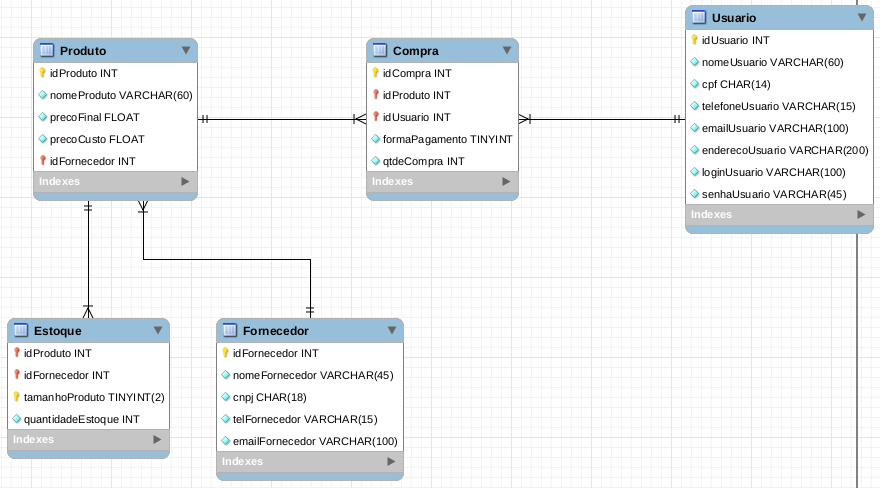 Produto
idProduto INT
nomeProduto VARCHAR(60)
precoFinal FLOAT
precoCusto FLOAT
idFornecedor INT
Indexes
Compra
idCompra INT
idProduto INT
idUsuario INT
formaPagamento TINYINT
qtdeCompra INT
Indexes
Usuario
idUsuario INT
nomeUsuario VARCHAR(60)
cpf CHAR(14)
telefoneUsuario VARCHAR(15)
emailUsuario VARCHAR(100)
enderecoUsuario VARCHAR(200)
loginUsuario VARCHAR(100)
senhaUsuario VARCHAR(45)
Indexes
Estoque
idProduto INT
idFornecedor INT
tamanhoProduto TINYINT(2)
quantidadeEstoque INT
Indexes
Fornecedor
idFornecedor INT
nomeFornecedor VARCHAR(45)
cnpj CHAR(18)
telFornecedor VARCHAR(15)
emailFornecedor VARCHAR(100)
Indexes